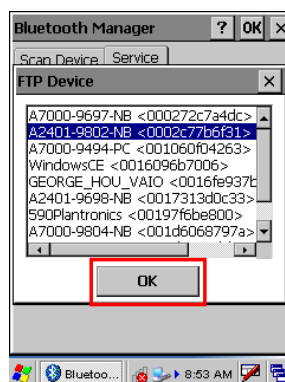 Bluetooth Manager ? OK ×
Scan Device Service
FTP Device ×
A7000-9697-NB <000272c7a4dc>
A2401-9802-NB <0002c77b6f31>
A7000-9494-PC <001060f04263>
WindowsCE <0016096b7006>
GEORGE_HOU_VAIO <0016fe937b
A2401-9698-NB <0017313d0c33>
590Plantronics <00197f6be800>
A7000-9804-NB <001d6068797a>
OK
Bluetoo... 8:53 AM